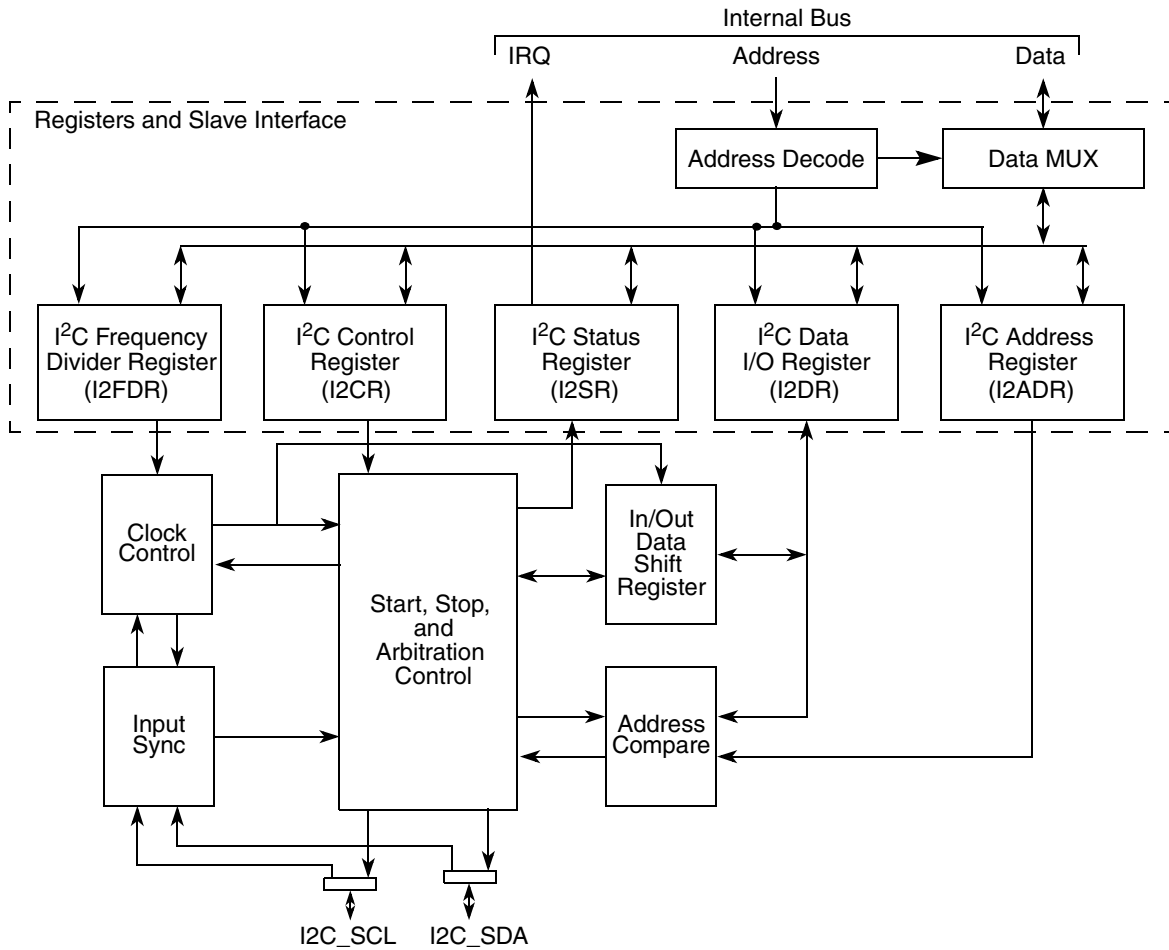 Internal Bus
IRQ
Address
Data
Registers and Slave Interface
Address Decode
Data MUX
I²C Frequency
Divider Register
(I2FDR)
I²C Control
Register
(I2CR)
I²C Status
Register
(I2SR)
I²C Data
I/O Register
(I2DR)
I²C Address
Register
(I2ADR)
Clock
Control
Start, Stop,
and
Arbitration
Control
In/Out
Data
Shift
Register
Input
Sync
Address
Compare
I2C_SCL
I2C_SDA